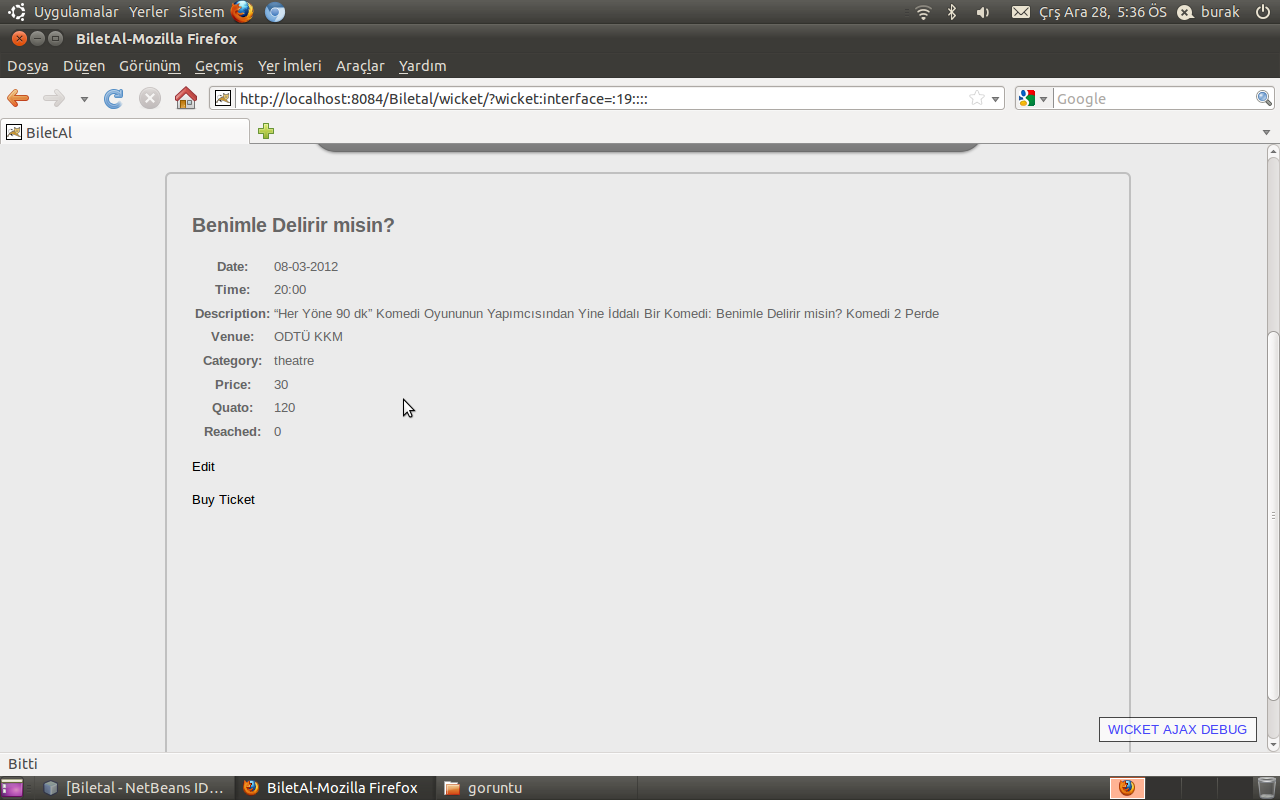 Uygulamalar Yerler Sistem Çrş Ara 28, 5:36 ÖS burak
BiletAl-Mozilla Firefox
Dosya Düzen Görünüm Geçmiş Yer İmleri Araçlar Yardım
http://localhost:8084/Biletal/wicket/?wicket:interface=:19:::: Google
BiletAl
Benimle Delirir misin?
Date: 08-03-2012
Time: 20:00
Description: “Her Yöne 90 dk” Komedi Oyununun Yapımcısından Yine İddalı Bir Komedi: Benimle Delirir misin? Komedi 2 Perde
Venue: ODTÜ KKM
Category: theatre
Price: 30
Quato: 120
Reached: 0
Edit
Buy Ticket
WICKET AJAX DEBUG
Bitti
[Biletal - NetBeans ID... BiletAl-Mozilla Firefox goruntu